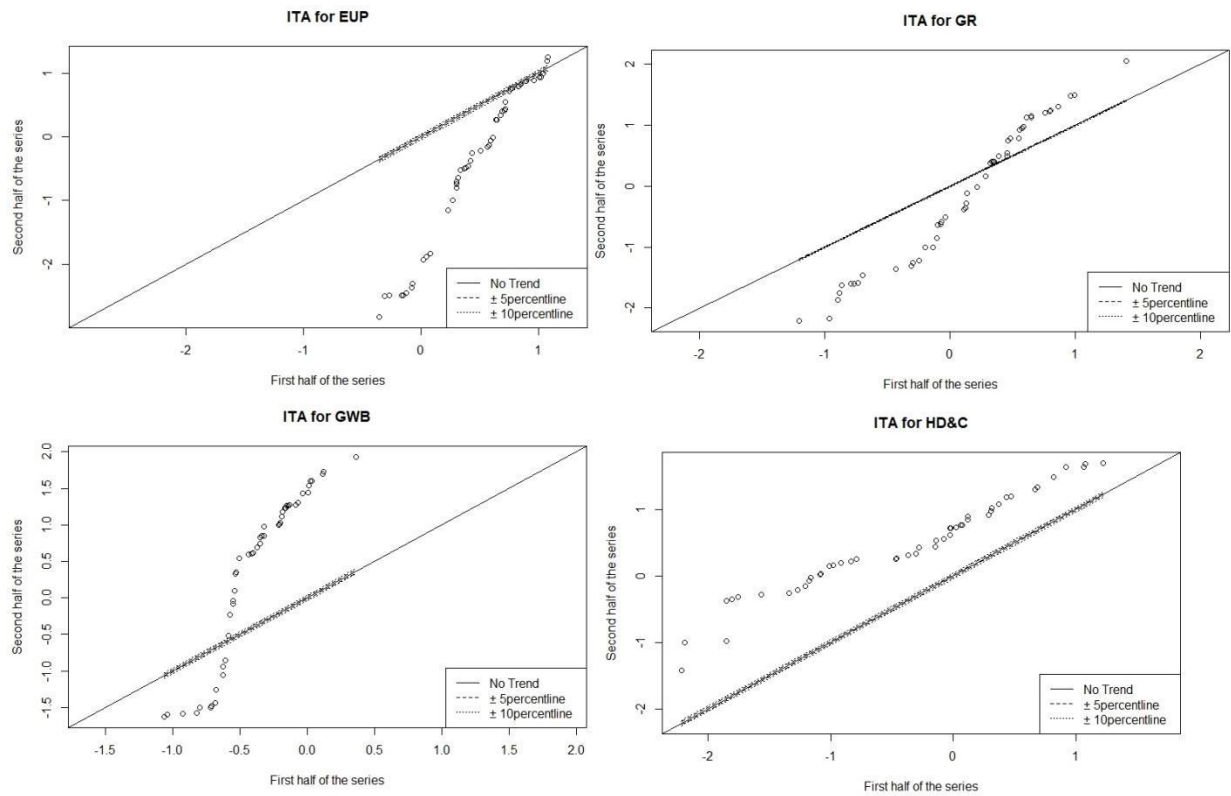 ITA for EUP
Second half of the series
1
0
-1
-2
-2
-1
0
1
First half of the series
No Trend
± 5percentline
± 10percentline
ITA for GR
Second half of the series
2
1
0
-1
-2
-2
-1
0
1
2
First half of the series
No Trend
± 5percentline
± 10percentline
ITA for GWB
Second half of the series
2.0
1.5
1.0
0.5
0.0
-0.5
-1.0
-1.5
-1.5
-1.0
-0.5
0.0
0.5
1.0
1.5
2.0
First half of the series
No Trend
± 5percentline
± 10percentline
ITA for HD&C
Second half of the series
1
0
-1
-2
-2
-1
0
1
First half of the series
No Trend
± 5percentline
± 10percentline